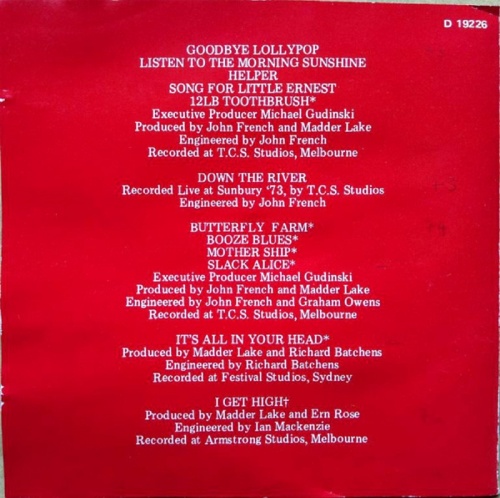 D 19226
GOODBYE LOLLYPOP
LISTEN TO THE MORNING SUNSHINE
HELPER
SONG FOR LITTLE ERNEST
12LB TOOTHBRUSH*
Executive Producer Michael Gudinski
Produced by John French and Madder Lake
Engineered by John French
Recorded at T.C.S. Studios, Melbourne
DOWN THE RIVER
Recorded Live at Sunbury '73, by T.C.S. Studios
Engineered by John French
BUTTERFLY FARM*
BOOZE BLUES*
MOTHER SHIP*
SLACK ALICE*
Executive Producer Michael Gudinski
Produced by John French and Madder Lake
Engineered by John French and Graham Owens
Recorded at T.C.S. Studios, Melbourne
IT'S ALL IN YOUR HEAD*
Produced by Madder Lake and Richard Batchens
Engineered by Richard Batchens
Recorded at Festival Studios, Sydney
I GET HIGH†
Produced by Madder Lake and Ern Rose
Engineered by Ian Mackenzie
Recorded at Armstrong Studios, Melbourne